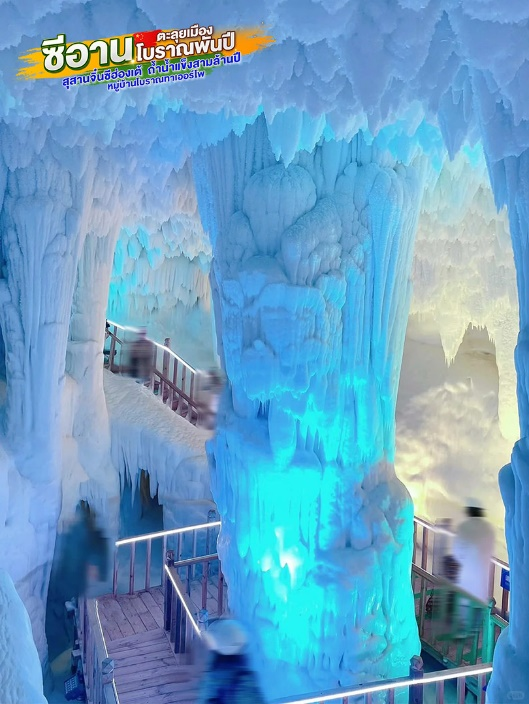 ซีอาน
ตะลุยเมือง
โบราณพันปี
สุสานจิ๋นซีฮ่องเต้ ถ้ำน้ำแข็งสามล้านปี
หมู่บ้านโบราณทาเออร์โพ